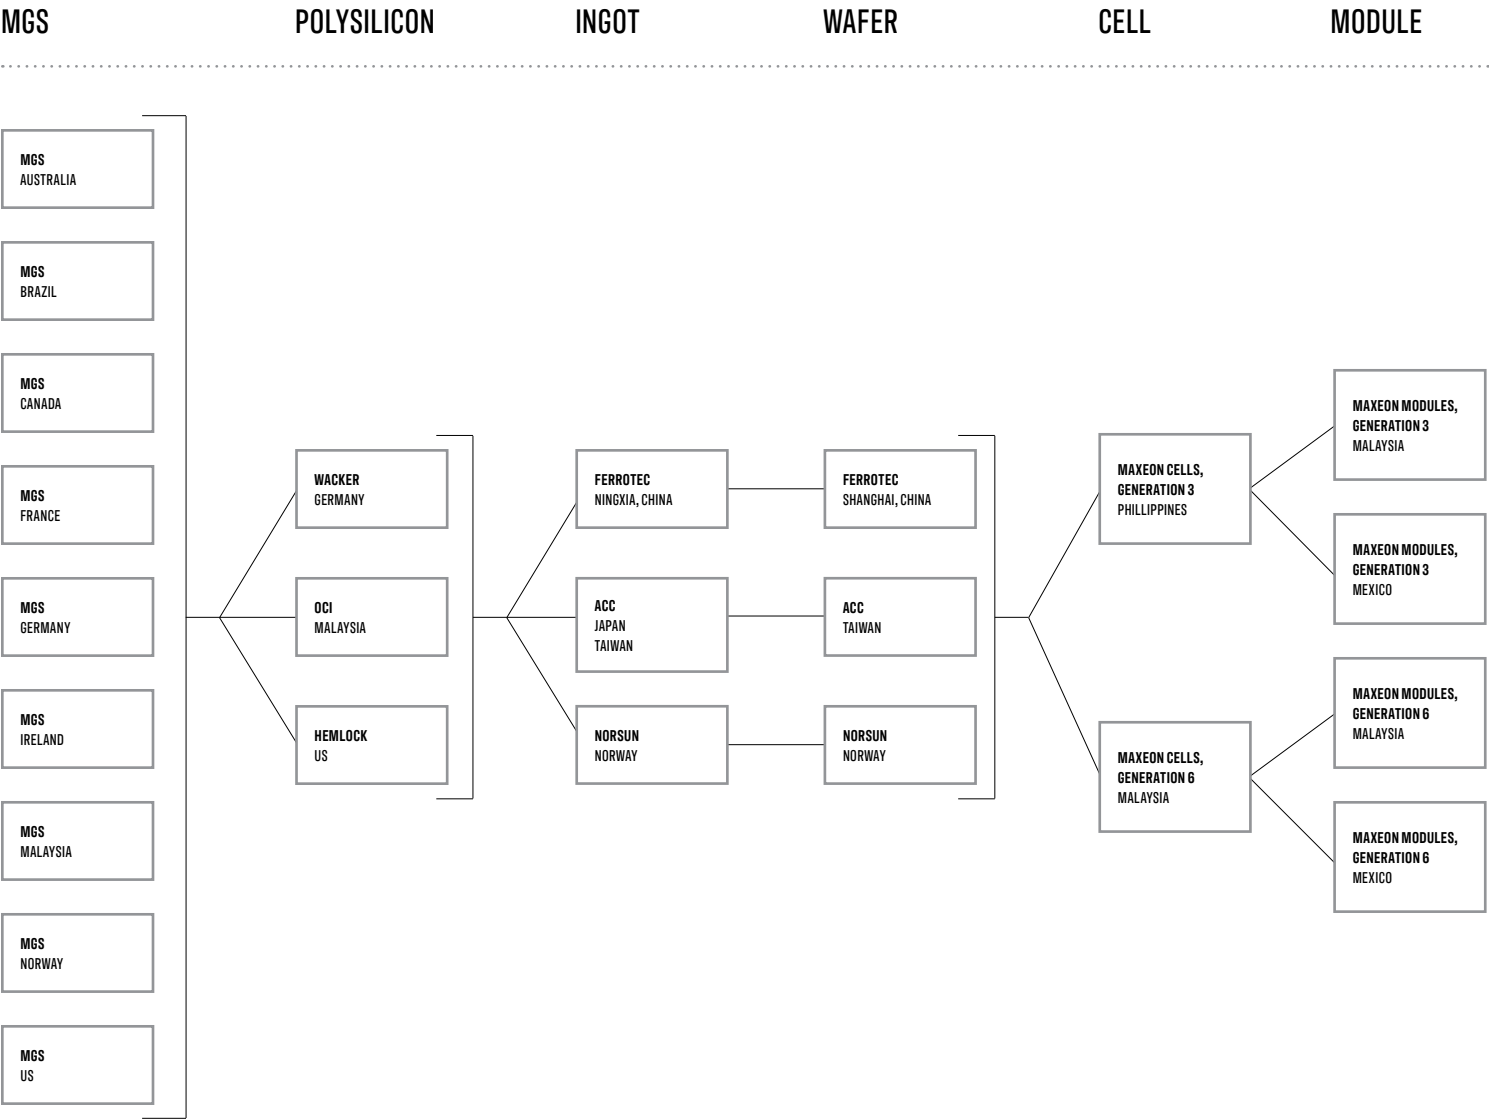 MGS
POLYSILICON
INGOT
WAFER
CELL
MODULE
MGS
AUSTRALIA
MGS
BRAZIL
MGS
CANADA
MGS
FRANCE
MGS
GERMANY
MGS
IRELAND
MGS
MALAYSIA
MGS
NORWAY
MGS
US
WACKER
GERMANY
OCI
MALAYSIA
HEMLOCK
US
FERROTEC
NINGXIA, CHINA
ACC
JAPAN
TAIWAN
NORSUN
NORWAY
FERROTEC
SHANGHAI, CHINA
ACC
TAIWAN
NORSUN
NORWAY
MAXEON CELLS,
GENERATION 3
PHILLIPPINES
MAXEON CELLS,
GENERATION 6
MALAYSIA
MAXEON MODULES,
GENERATION 3
MALAYSIA
MAXEON MODULES,
GENERATION 3
MEXICO
MAXEON MODULES,
GENERATION 6
MALAYSIA
MAXEON MODULES,
GENERATION 6
MEXICO